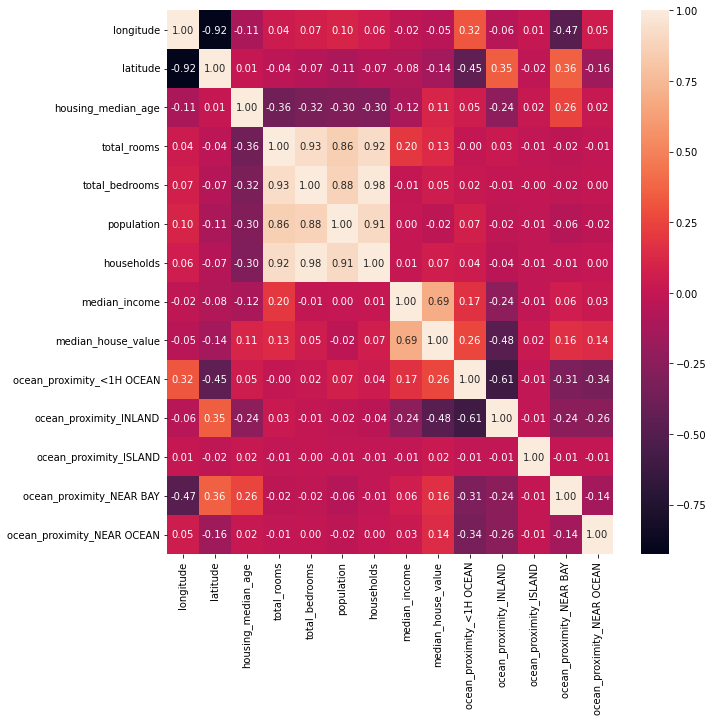 longitude 1.00 -0.92 -0.11 0.04 0.07 0.10 0.06 -0.02 -0.05 0.32 -0.06 0.01 -0.47 0.05
latitude -0.92 1.00 0.01 -0.04 -0.07 -0.11 -0.07 -0.08 -0.14 -0.45 0.35 -0.02 0.36 -0.16
housing_median_age -0.11 0.01 1.00 -0.36 -0.32 -0.30 -0.30 -0.12 0.11 0.05 -0.24 0.02 0.26 0.02
total_rooms 0.04 -0.04 -0.36 1.00 0.93 0.86 0.92 0.20 0.13 -0.00 0.03 -0.01 -0.02 -0.01
total_bedrooms 0.07 -0.07 -0.32 0.93 1.00 0.88 0.98 -0.01 0.05 0.02 -0.01 -0.00 -0.02 0.00
population 0.10 -0.11 -0.30 0.86 0.88 1.00 0.91 0.00 -0.02 0.07 -0.02 -0.01 -0.06 -0.02
households 0.06 -0.07 -0.30 0.92 0.98 0.91 1.00 0.01 0.07 0.04 -0.04 -0.01 -0.01 0.00
median_income -0.02 -0.08 -0.12 0.20 -0.01 0.00 0.01 1.00 0.69 0.17 -0.24 -0.01 0.06 0.03
median_house_value -0.05 -0.14 0.11 0.13 0.05 -0.02 0.07 0.69 1.00 0.26 -0.48 0.02 0.16 0.14
ocean_proximity_<1H OCEAN 0.32 -0.45 0.05 -0.00 0.02 0.07 0.04 0.17 0.26 1.00 -0.61 -0.01 -0.31 -0.34
ocean_proximity_INLAND -0.06 0.35 -0.24 0.03 -0.01 -0.02 -0.04 -0.24 -0.48 -0.61 1.00 -0.01 -0.24 -0.26
ocean_proximity_ISLAND 0.01 -0.02 0.02 -0.01 -0.00 -0.01 -0.01 -0.01 0.02 -0.01 -0.01 1.00 -0.01 -0.01
ocean_proximity_NEAR BAY -0.47 0.36 0.26 -0.02 -0.02 -0.06 -0.01 0.06 0.16 -0.31 -0.24 -0.01 1.00 -0.14
ocean_proximity_NEAR OCEAN 0.05 -0.16 0.02 -0.01 0.00 -0.02 0.00 0.03 0.14 -0.34 -0.26 -0.01 -0.14 1.00
longitude
latitude
housing_median_age
total_rooms
total_bedrooms
population
households
median_income
median_house_value
ocean_proximity_<1H OCEAN
ocean_proximity_INLAND
ocean_proximity_ISLAND
ocean_proximity_NEAR BAY
ocean_proximity_NEAR OCEAN
1.00
0.75
0.50
0.25
0.00
−0.25
−0.50
−0.75